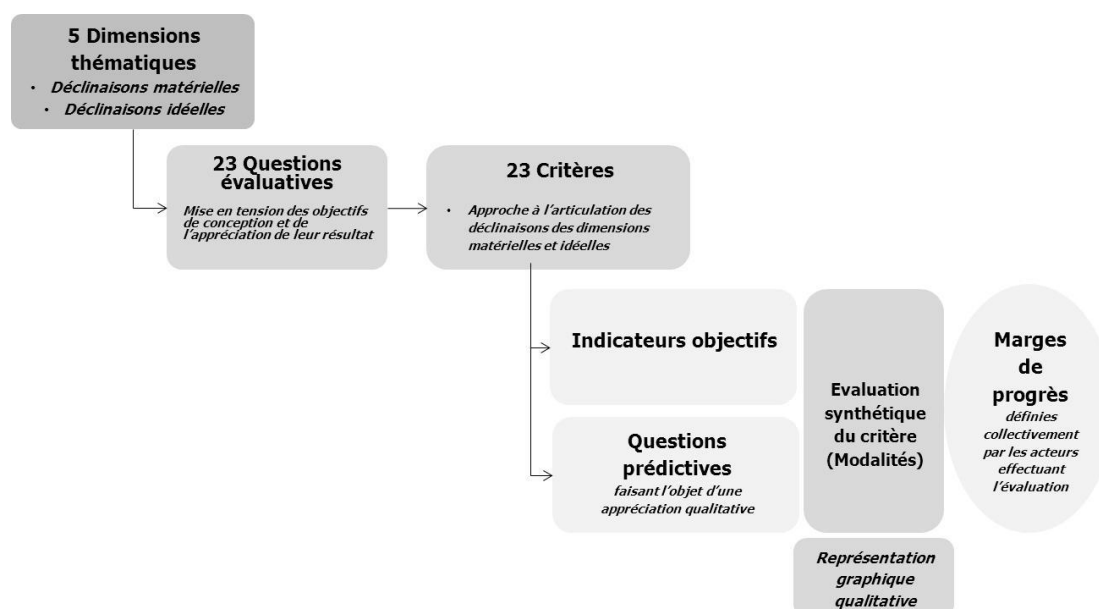 5 Dimensions
thématiques
• Déclinaisons matérielles
• Déclinaisons idéelles
23 Questions
évaluatives
Mise en tension des objectifs
de conception et de
l’appréciation de leur résultat
23 Critères
• Approche à l’articulation des
déclinaisons des dimensions
matérielles et idéelles
Indicateurs objectifs
Questions
prédictives
faisant l’objet d’une
appréciation qualitative
Evaluation
synthétique
du critère
(Modalités)
Marges
de
progrès
définies
collectivement
par les acteurs
effectuant
l’évaluation
Représentation
graphique
qualitative